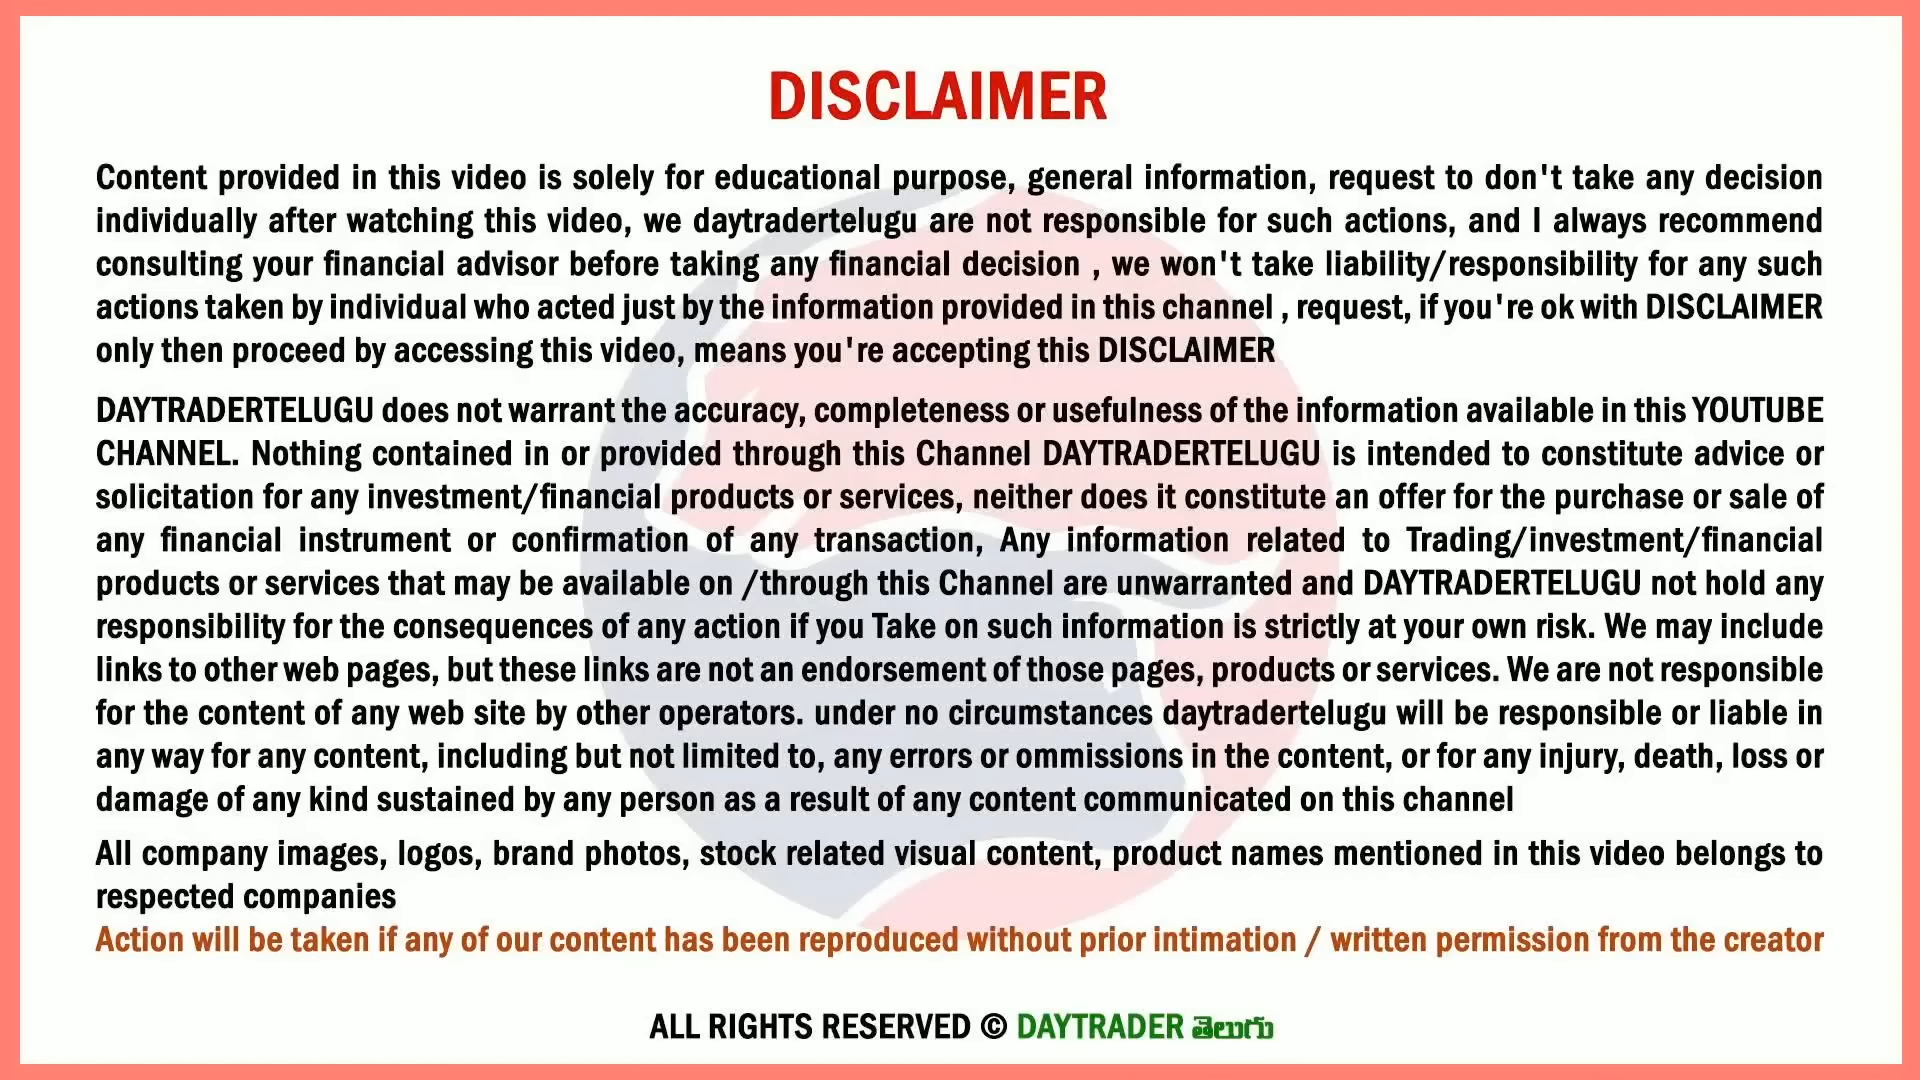 DISCLAIMER
Content provided in this video is solely for educational purpose, general information, request to don't take any decision
individually after watching this video, we daytradertelugu are not responsible for such actions, and I always recommend
consulting your financial advisor before taking any financial decision , we won't take liability/responsibility for any such
actions taken by individual who acted just by the information provided in this channel , request, if you're ok with DISCLAIMER
only then proceed by accessing this video, means you're accepting this DISCLAIMER
DAYTRADERTELUGU does not warrant the accuracy, completeness or usefulness of the information available in this YOUTUBE
CHANNEL. Nothing contained in or provided through this Channel DAYTRADERTELUGU is intended to constitute advice or
solicitation for any investment/financial products or services, neither does it constitute an offer for the purchase or sale of
any financial instrument or confirmation of any transaction, Any information related to Trading/investment/financial
products or services that may be available on /through this Channel are unwarranted and DAYTRADERTELUGU not hold any
responsibility for the consequences of any action if you Take on such information is strictly at your own risk. We may include
links to other web pages, but these links are not an endorsement of those pages, products or services. We are not responsible
for the content of any web site by other operators. under no circumstances daytradertelugu will be responsible or liable in
any way for any content, including but not limited to, any errors or ommissions in the content, or for any injury, death, loss or
damage of any kind sustained by any person as a result of any content communicated on this channel
All company images, logos, brand photos, stock related visual content, product names mentioned in this video belongs to
respected companies
Action will be taken if any of our content has been reproduced without prior intimation / written permission from the creator
ALL RIGHTS RESERVED © DAYTRADER తెలుగు